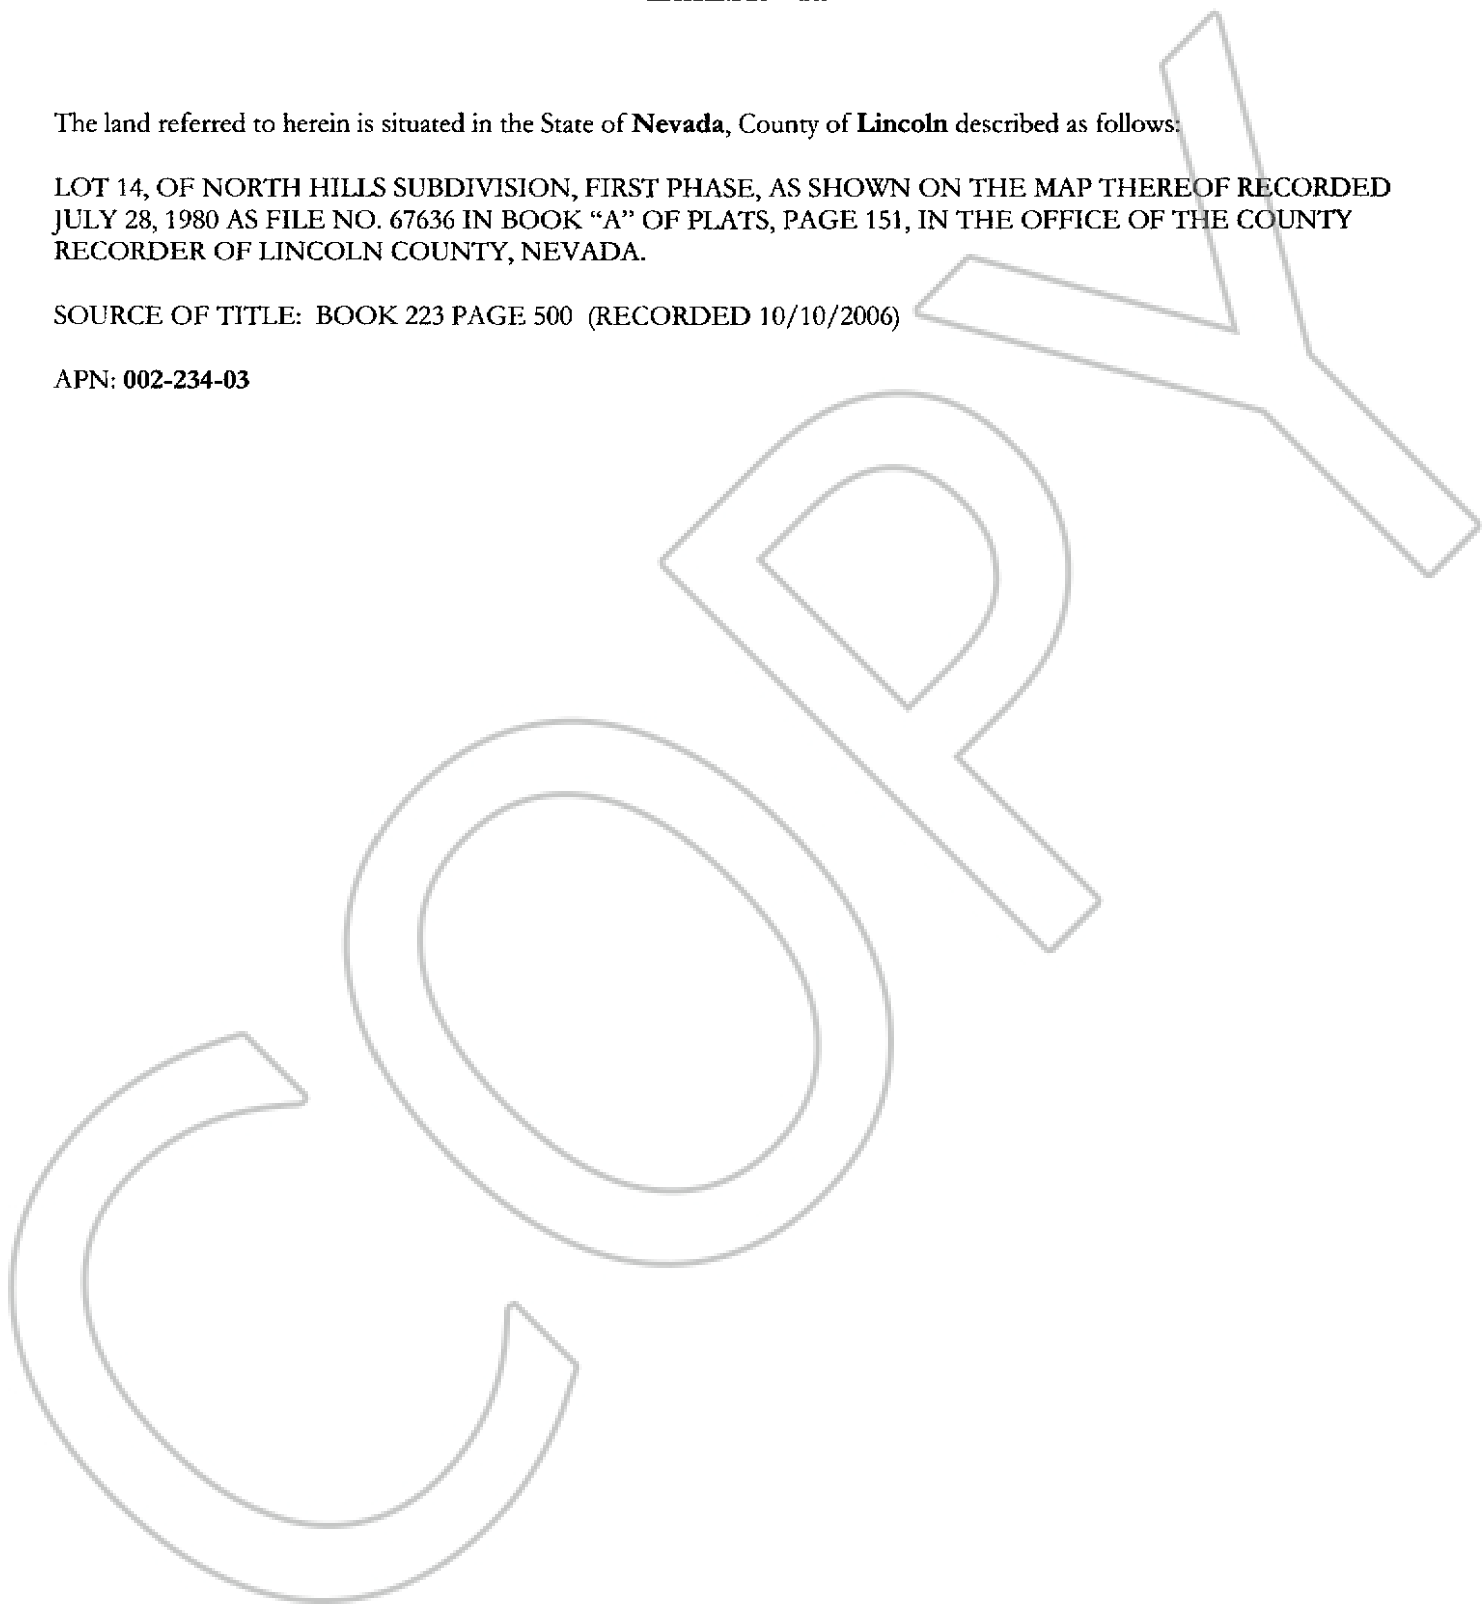 The land referred to herein is situated in the State of Nevada, County of Lincoln described as follows:
LOT 14, OF NORTH HILLS SUBDIVISION, FIRST PHASE, AS SHOWN ON THE MAP THEREOF RECORDED
JULY 28, 1980 AS FILE NO. 67636 IN BOOK “A” OF PLATS, PAGE 151, IN THE OFFICE OF THE COUNTY
RECORDER OF LINCOLN COUNTY, NEVADA.
SOURCE OF TITLE: BOOK 223 PAGE 500 (RECORDED 10/10/2006)
APN: 002-234-03
COPY